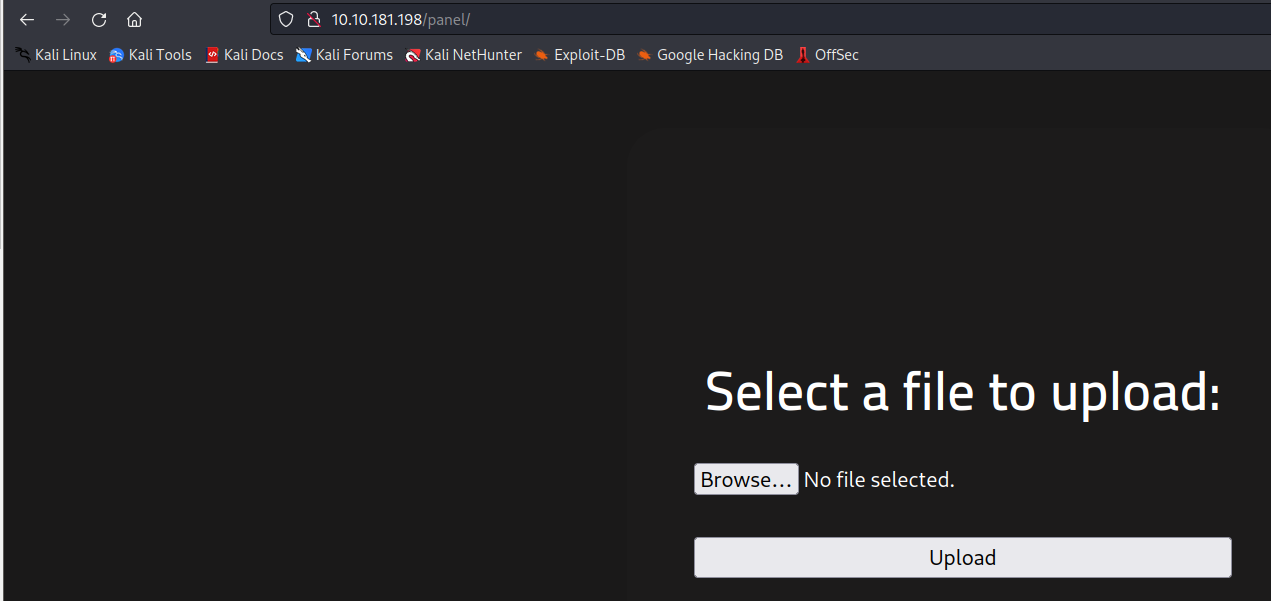 10.10.181.198/panel/
Kali Linux Kali Tools Kali Docs Kali Forums Kali NetHunter Exploit-DB Google Hacking DB OffSec
Select a file to upload:
Browse... No file selected.
Upload